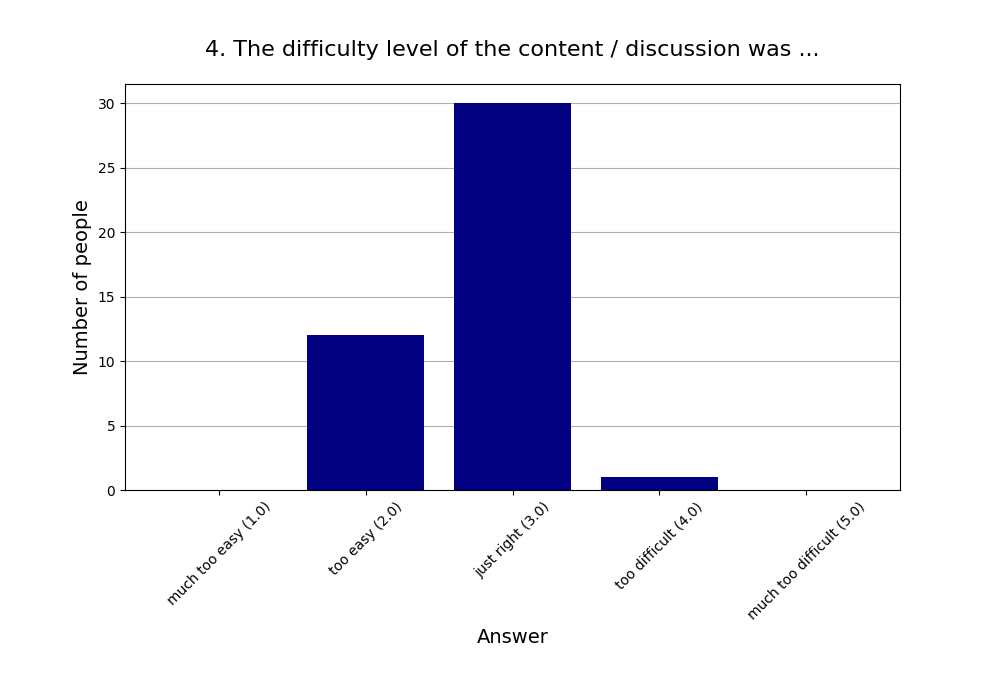 4. The difficulty level of the content / discussion was ...
Number of people
30
25
20
15
10
5
0
much too easy (1.0)
too easy (2.0)
just right (3.0)
too difficult (4.0)
much too difficult (5.0)
Answer